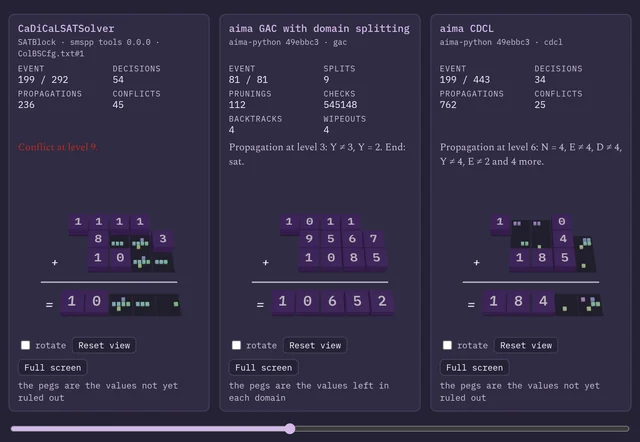 CaDiCaLSATSolver
SATBlock · smspp tools 0.0.0 ·
ColBSCfg.txt#1
EVENT DECISIONS
199 / 292 54
PROPAGATIONS CONFLICTS
236 45
Conflict at level 9.
1 1 1 1
8 3
+ 1 0
= 1 0
rotate Reset view
Full screen
the pegs are the values not yet
ruled out
aima GAC with domain splitting
aima-python 49ebbc3 · gac
EVENT SPLITS
81 / 81 9
PRUNINGS CHECKS
112 545148
BACKTRACKS WIPEOUTS
4 4
Propagation at level 3: Y ≠ 3, Y = 2. End:
sat.
1 0 1 1
9 5 6 7
+ 1 0 8 5
= 1 0 6 5 2
rotate Reset view
Full screen
the pegs are the values left in
each domain
aima CDCL
aima-python 49ebbc3 · cdcl
EVENT DECISIONS
199 / 443 34
PROPAGATIONS CONFLICTS
762 25
Propagation at level 6: N = 4, E ≠ 4, D ≠ 4,
Y ≠ 4, E ≠ 2 and 4 more.
1 0
4
+ 1 8 5
= 1 8 4
rotate Reset view
Full screen
the pegs are the values not yet
ruled out